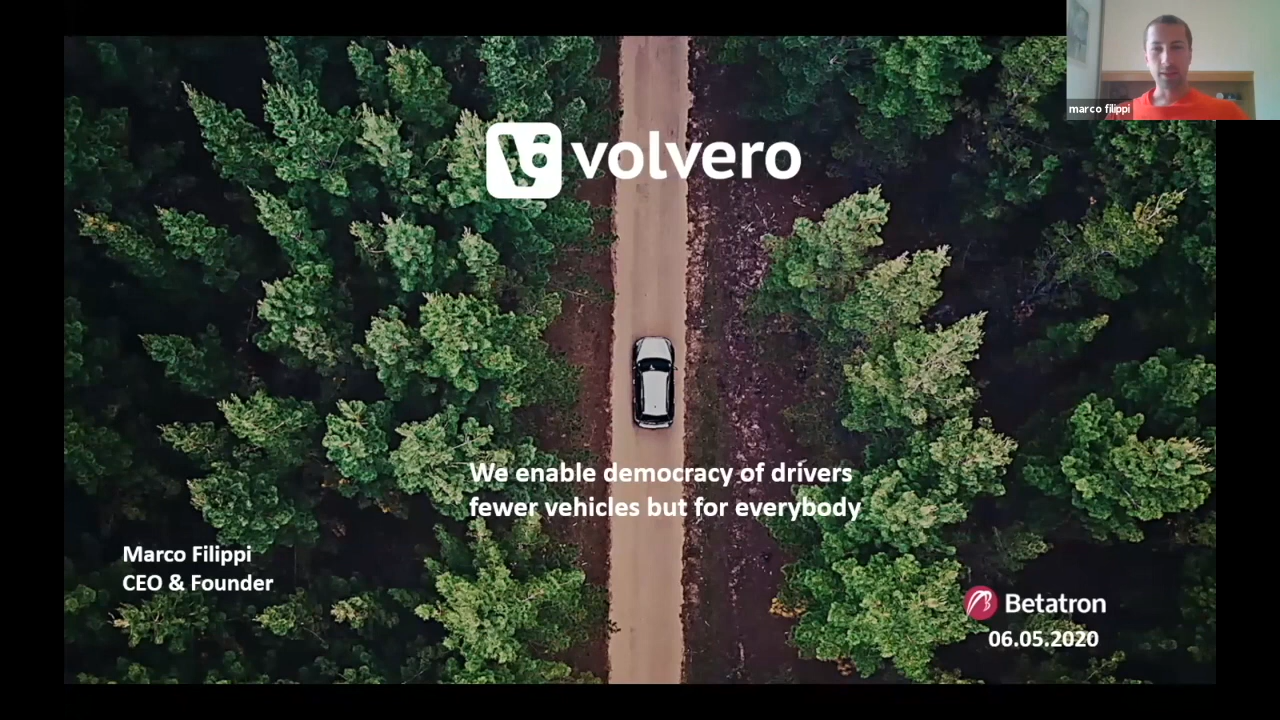 marco filippi
volvero
We enable democracy of drivers
fewer vehicles but for everybody
Marco Filippi
CEO & Founder
Betatron
06.05.2020